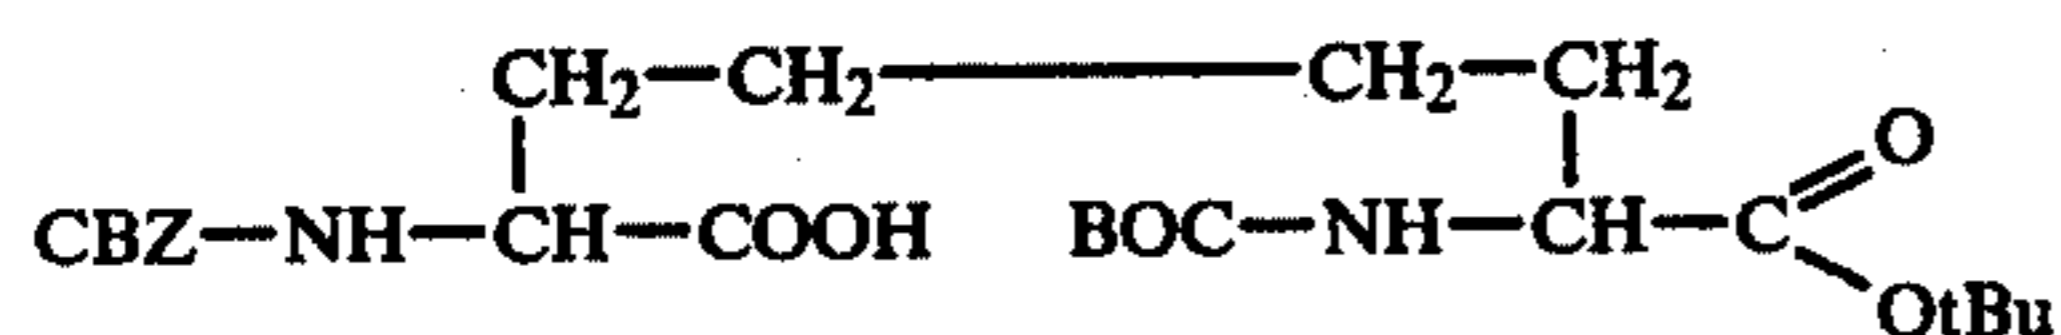 CH₂—CH₂—CH₂—CH₂
O
CBZ—NH—CH—COOH BOC—NH—CH—C
OtBu